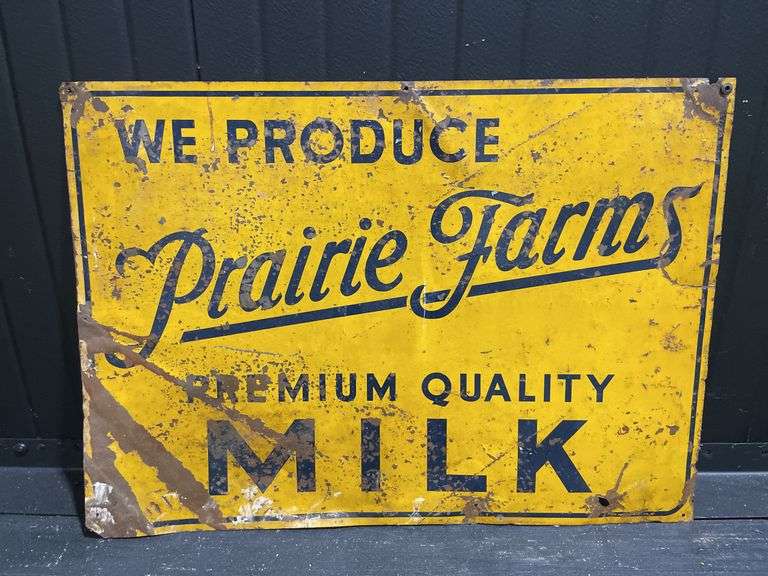 WE PRODUCE
Prairie Farms
PREMIUM QUALITY
MILK